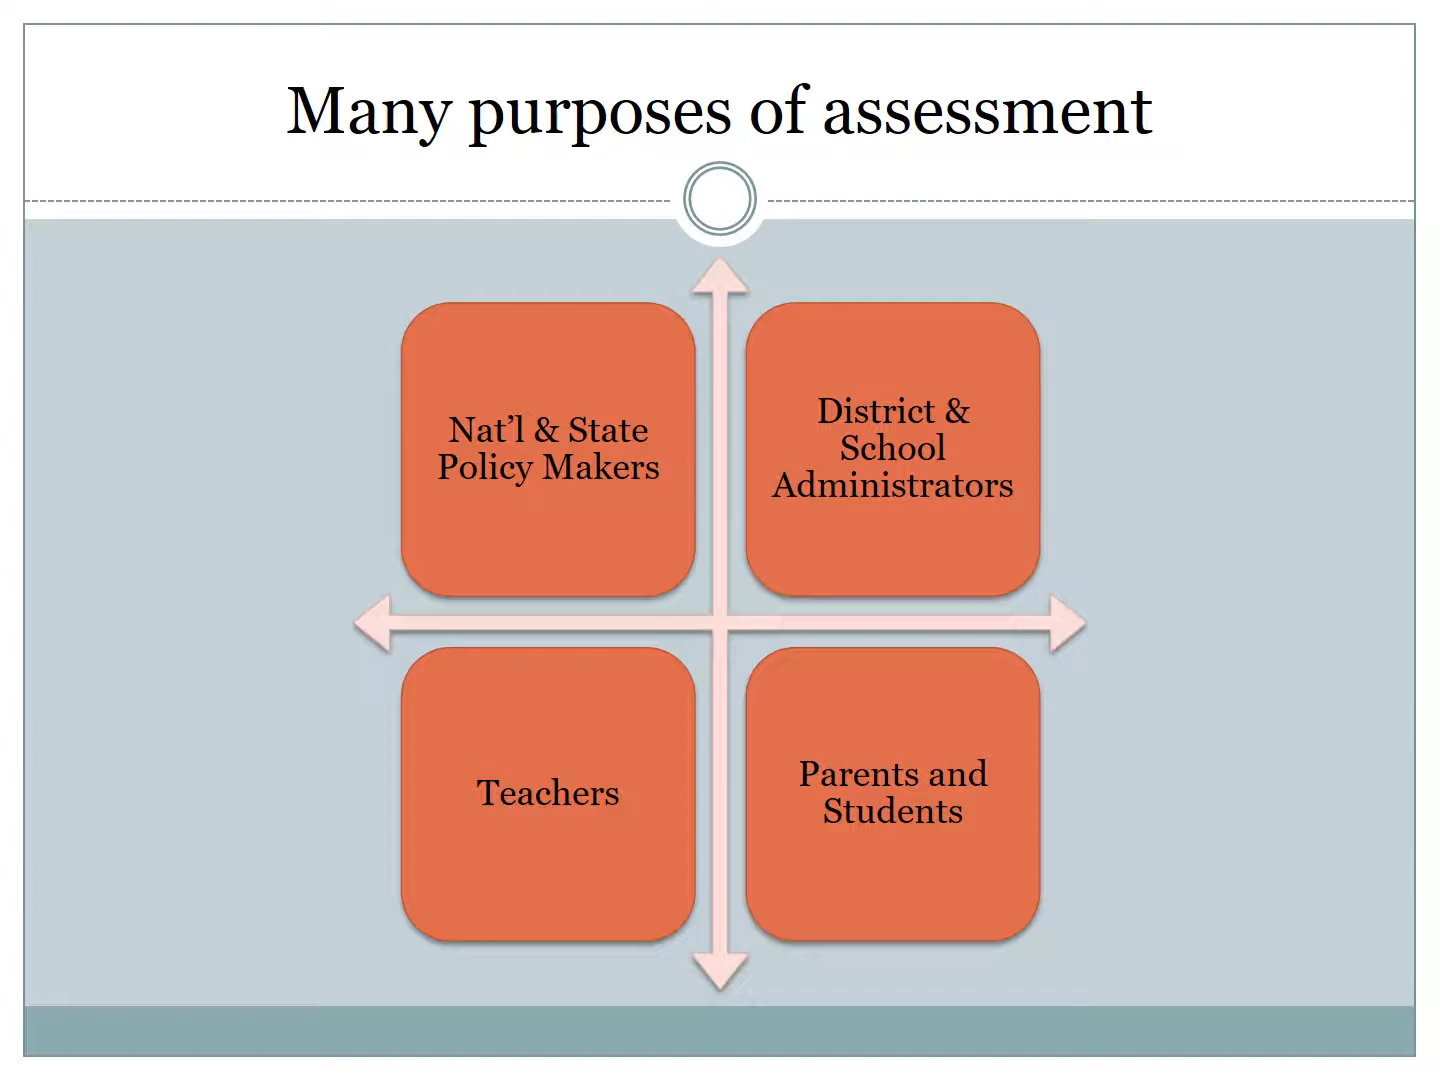 Many purposes of assessment
Nat’l & State
Policy Makers
District &
School
Administrators
Teachers
Parents and
Students